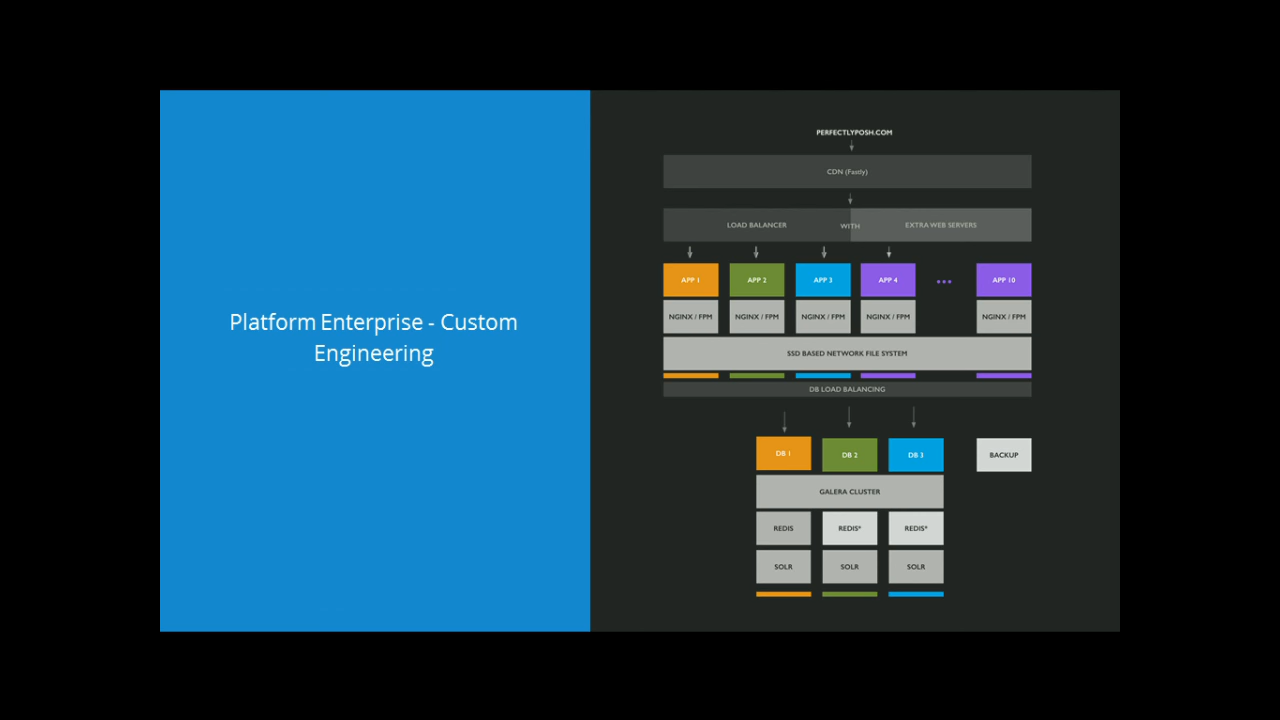 Platform Enterprise - Custom
Engineering
PERFECTLYPOSH.COM
CDN (Fastly)
LOAD BALANCER WITH EXTRA WEB SERVERS
APP 1 APP 2 APP 3 APP 4 ... APP 10
NGINX / FPM NGINX / FPM NGINX / FPM NGINX / FPM NGINX / FPM
SSD BASED NETWORK FILE SYSTEM
DB LOAD BALANCING
DB 1 DB 2 DB 3 BACKUP
GALERA CLUSTER
REDIS REDIS* REDIS*
SOLR SOLR SOLR